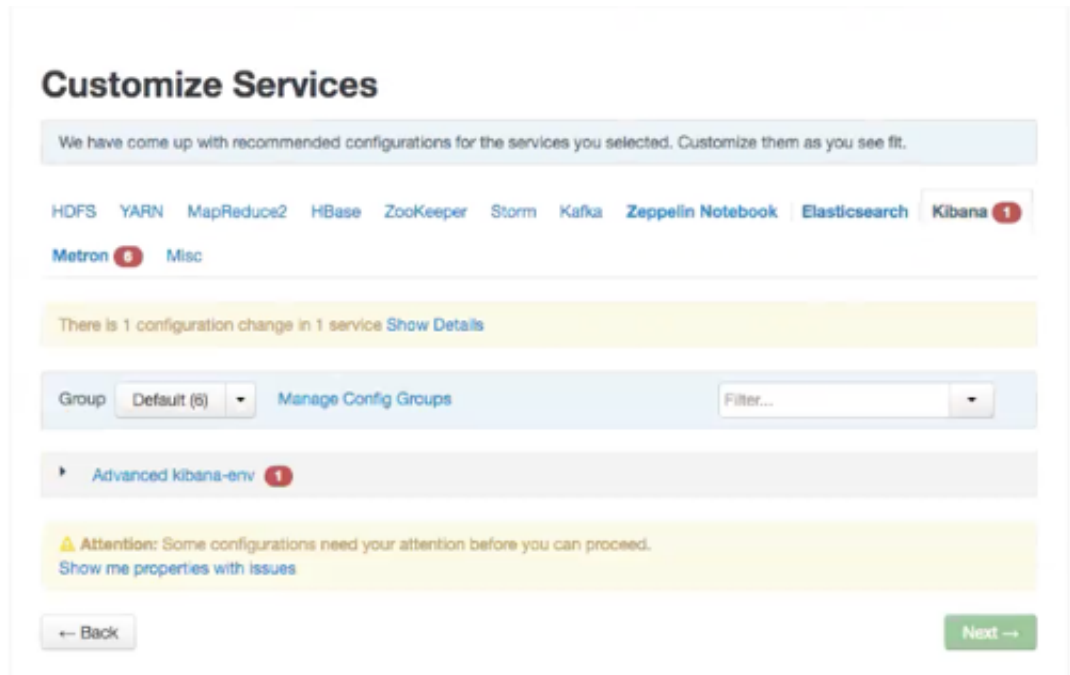 Customize Services
We have come up with recommended configurations for the services you selected. Customize them as you see fit.
HDFS YARN MapReduce2 HBase ZooKeeper Storm Kafka Zeppelin Notebook Elasticsearch Kibana 1
Metron 6 Misc
There is 1 configuration change in 1 service Show Details
Group Default (6) Manage Config Groups Filter...
Advanced kibana-env 1
Attention: Some configurations need your attention before you can proceed.
Show me properties with issues
← Back Next →